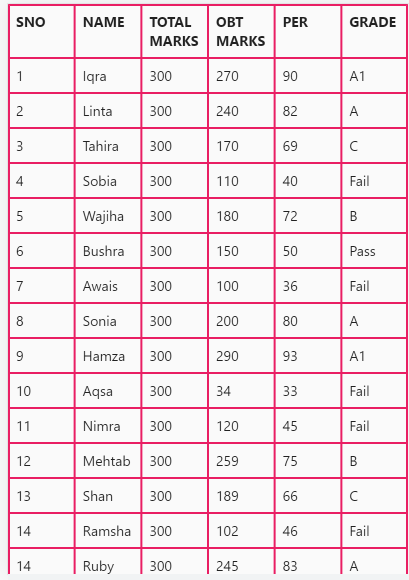 SNO NAME TOTAL MARKS OBT MARKS PER GRADE
1 Iqra 300 270 90 A1
2 Linta 300 240 82 A
3 Tahira 300 170 69 C
4 Sobia 300 110 40 Fail
5 Wajiha 300 180 72 B
6 Bushra 300 150 50 Pass
7 Awais 300 100 36 Fail
8 Sonia 300 200 80 A
9 Hamza 300 290 93 A1
10 Aqsa 300 34 33 Fail
11 Nimra 300 120 45 Fail
12 Mehtab 300 259 75 B
13 Shan 300 189 66 C
14 Ramsha 300 102 46 Fail
14 Ruby 300 245 83 A